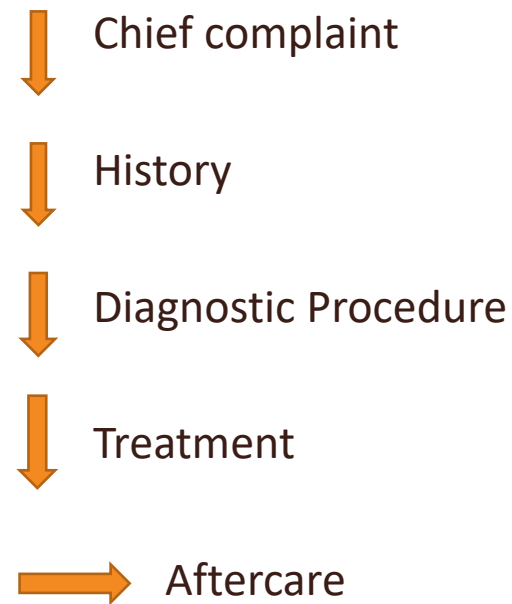 Chief complaint
History
Diagnostic Procedure
Treatment
Aftercare